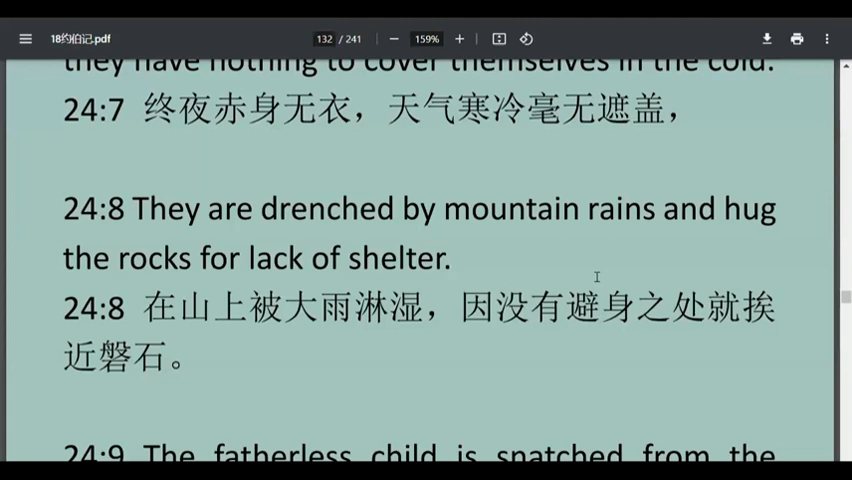 18约伯记.pdf
132 / 241
159%
they have nothing to cover themselves in the cold.
24:7 终夜赤身无衣，天气寒冷毫无遮盖，
24:8 They are drenched by mountain rains and hug
the rocks for lack of shelter.
24:8 在山上被大雨淋湿，因没有避身之处就挨
近磐石。
24:9 The fatherless child is snatched from the